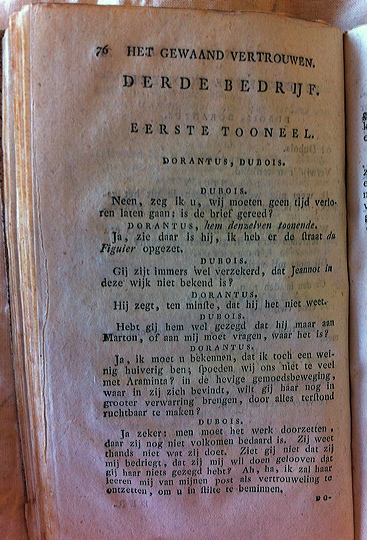 76 HET GEWAAND VERTROUWEN.
DERDE BEDRIJF.
EERSTE TOONEEL.
DORANTUS, DUBOIS.
DUBOIS.
Neen, zeg ik u, wij moeten geen tijd verlo-
ren laten gaan: is de brief gereed?
DORANTUS, hem denzelven toonende.
Ja, zie daar is hij, ik heb er de ſtraat du
Figuier opgezet.
DUBOIS.
Gij zijt immers wel verzekerd, dat Jeannot in
deze wijk niet bekend is?
DORANTUS.
Hij zegt, ten minſte, dat hij het niet weet.
DUBOIS.
Hebt gij hem wel gezegd dat hij maar aan
Marton, of aan mij moet vragen, waar het is?
DORANTUS.
Ja, ik moet u bekennen, dat ik toch een wei-
nig huiverig ben; ſpoeden wij ons niet te veel
met Araminta? in de hevige gemoedsbeweging,
waar in zij zich bevindt, wilt gij haar nog in
grooter verwarring brengen, door alles terſtond
ruchtbaar te maken?
DUBOIS.
Ja zeker: men moet het werk doorzetten,
daar zij nog niet volkomen bedaard is. Zij weet
thands niet wat zij doet. Ziet gij niet dat zij
mij bedriegt, dat zij mij wil doen gelooven dat
gij haar niets gezegd hebt? Ah, ha, ik zal haar
leeren mij van mijnen post als vertrouweling te
ontzetten, om u in ſtilte te beminnen.
DO-